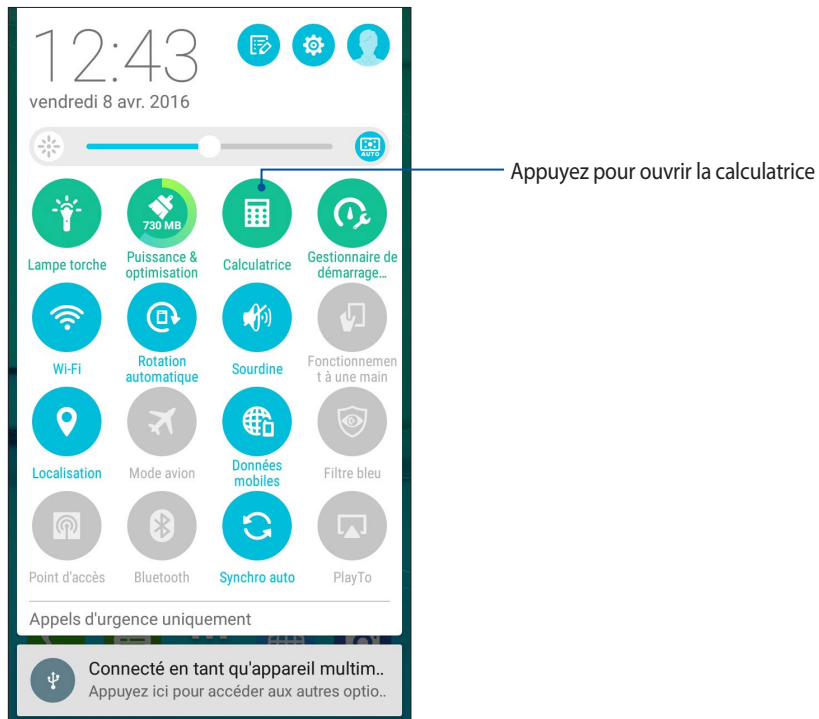 12:43
vendredi 8 avr. 2016
AUTO
Appuyez pour ouvrir la calculatrice
730 MB
Lampe torche
Puissance &
optimisation
Calculatrice
Gestionnaire de
démarrage...
Wi-Fi
Rotation
automatique
Sourdine
Fonctionnemen
t à une main
Localisation
Mode avion
Données
mobiles
Filtre bleu
Point d'accès
Bluetooth
Synchro auto
PlayTo
Appels d'urgence uniquement
Connecté en tant qu'appareil multim..
Appuyez ici pour accéder aux autres optio..